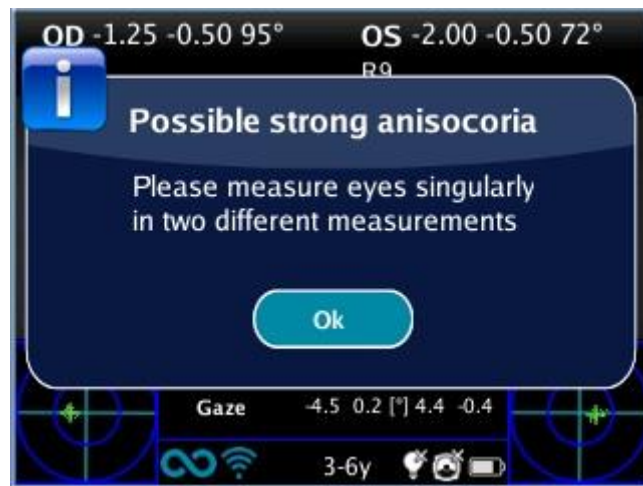 OD -1.25 -0.50 95° OS -2.00 -0.50 72°
R9
i
Possible strong anisocoria
Please measure eyes singularly
in two different measurements
Ok
Gaze -4.5 0.2 [°] 4.4 -0.4
3-6y